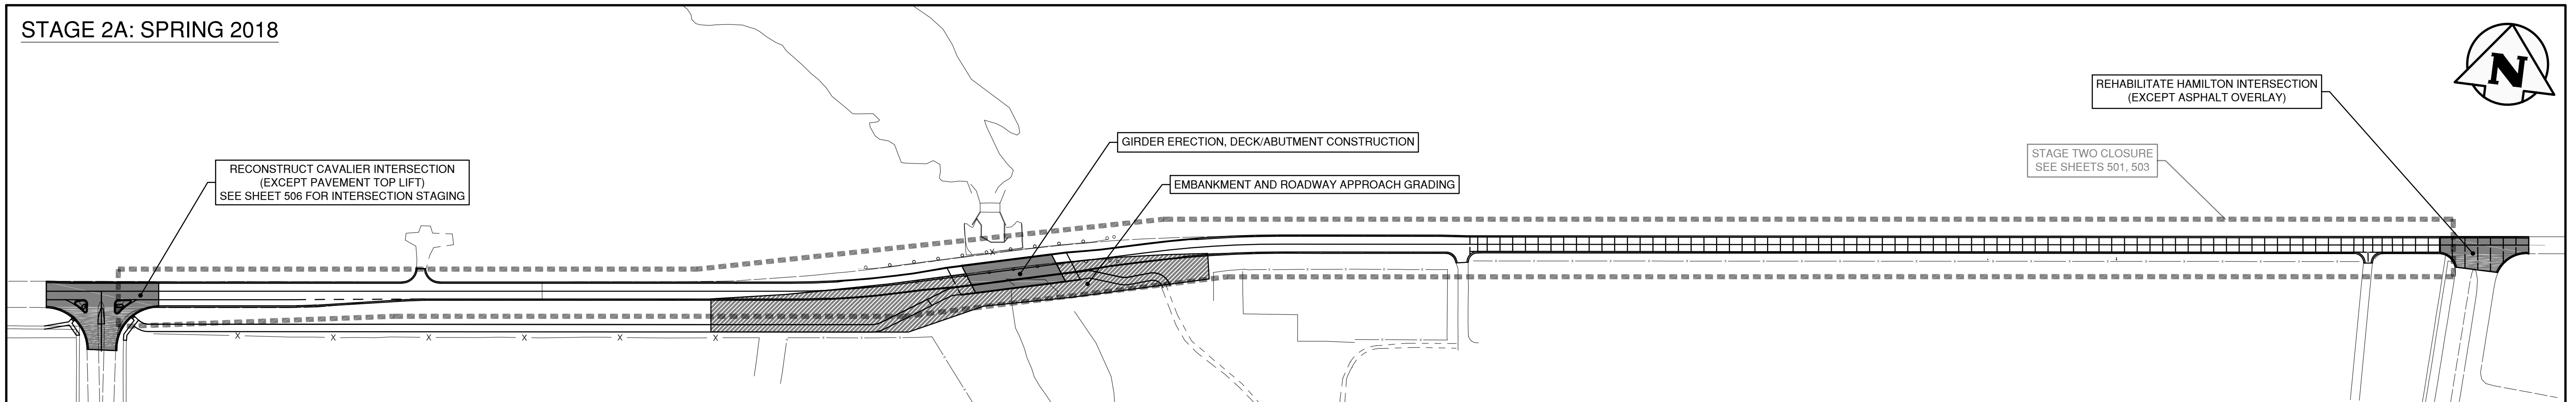 STAGE 2A: SPRING 2018
N
REHABILITATE HAMILTON INTERSECTION
(EXCEPT ASPHALT OVERLAY)
GIRDER ERECTION, DECK/ABUTMENT CONSTRUCTION
STAGE TWO CLOSURE
SEE SHEETS 501, 503
RECONSTRUCT CAVALIER INTERSECTION
(EXCEPT PAVEMENT TOP LIFT)
SEE SHEET 506 FOR INTERSECTION STAGING
EMBANKMENT AND ROADWAY APPROACH GRADING